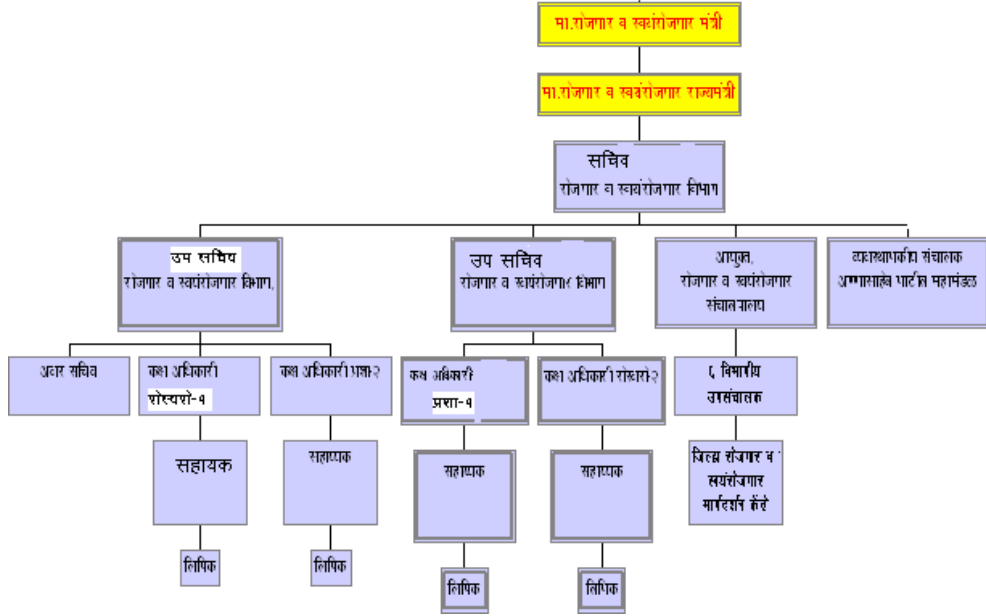 मा.रोजगार व स्वयंरोजगार मंत्री
मा.रोजगार व स्वयंरोजगार राज्यमंत्री
सचिव
रोजगार व स्वयंरोजगार विभाग
उप सचिव
रोजगार व स्वयंरोजगार विभाग,
उप सचिव
रोजगार व स्वयंरोजगार विभाग
आयुक्त,
रोजगार व स्वयंरोजगार
संचालनालय
व्यवस्थापकीय संचालक
अण्णासाहेब पाटील महामंडळ
अवर सचिव
कक्ष अधिकारी
रोस्वरो-१
कक्ष अधिकारी प्रशा-२
कक्ष अधिकारी
प्रशा-१
कक्ष अधिकारी रोस्वरो-२
६ विभागीय
उपसंचालक
सहाय्यक
सहाय्यक
सहाय्यक
सहाय्यक
जिल्हा रोजगार व
स्वयंरोजगार
मार्गदर्शन केंद्रे
लिपिक
लिपिक
लिपिक
लिपिक